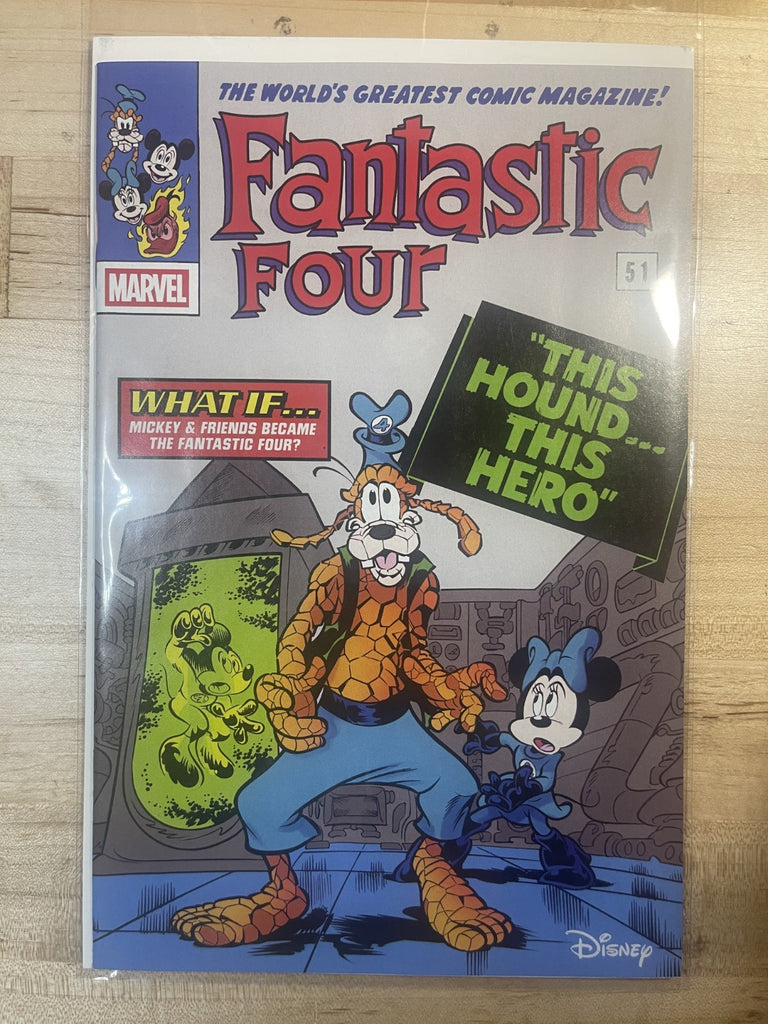 THE WORLD'S GREATEST COMIC MAGAZINE!
Fantastic
Four
MARVEL
51
"THIS
HOUND...
THIS
HERO"
WHAT IF...
MICKEY & FRIENDS BECAME
THE FANTASTIC FOUR?
4
Disney